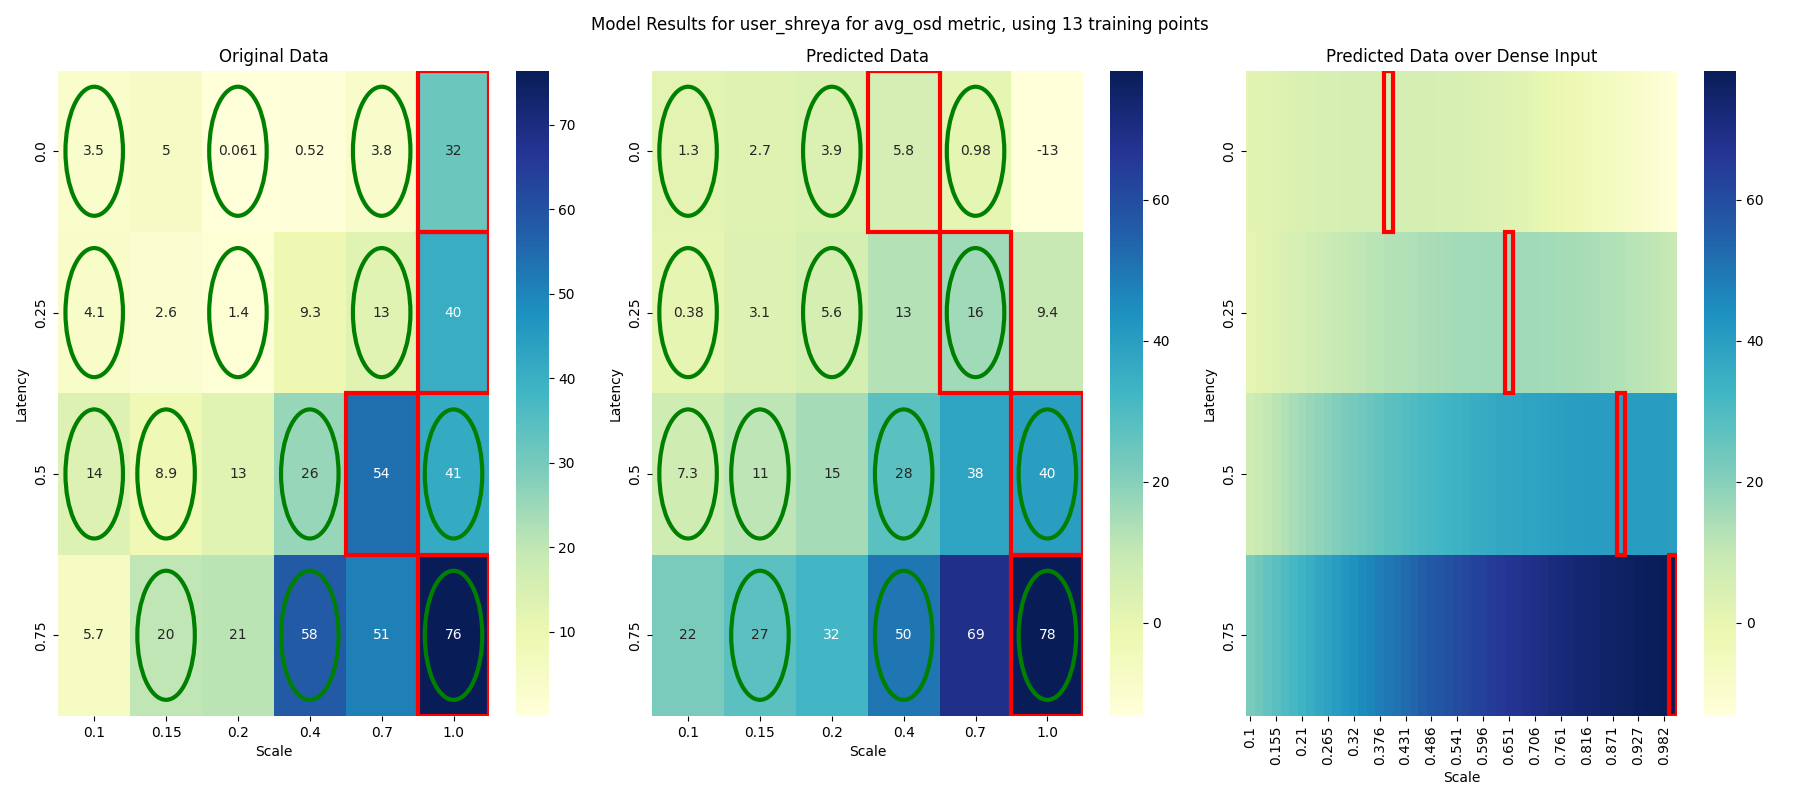 Model Results for user_shreya for avg_osd metric, using 13 training points
Original Data
Latency
0.0
0.25
0.5
0.75
3.5 5 0.061 0.52 3.8 32
4.1 2.6 1.4 9.3 13 40
14 8.9 13 26 54 41
5.7 20 21 58 51 76
0.1 0.15 0.2 0.4 0.7 1.0
Scale
70
60
50
40
30
20
10
Predicted Data
Latency
0.0
0.25
0.5
0.75
1.3 2.7 3.9 5.8 0.98 -13
0.38 3.1 5.6 13 16 9.4
7.3 11 15 28 38 40
22 27 32 50 69 78
0.1 0.15 0.2 0.4 0.7 1.0
Scale
60
40
20
0
Predicted Data over Dense Input
Latency
0.0
0.25
0.5
0.75
0.1 0.155 0.21 0.265 0.32 0.376 0.431 0.486 0.541 0.596 0.651 0.706 0.761 0.816 0.871 0.927 0.982
Scale
60
40
20
0